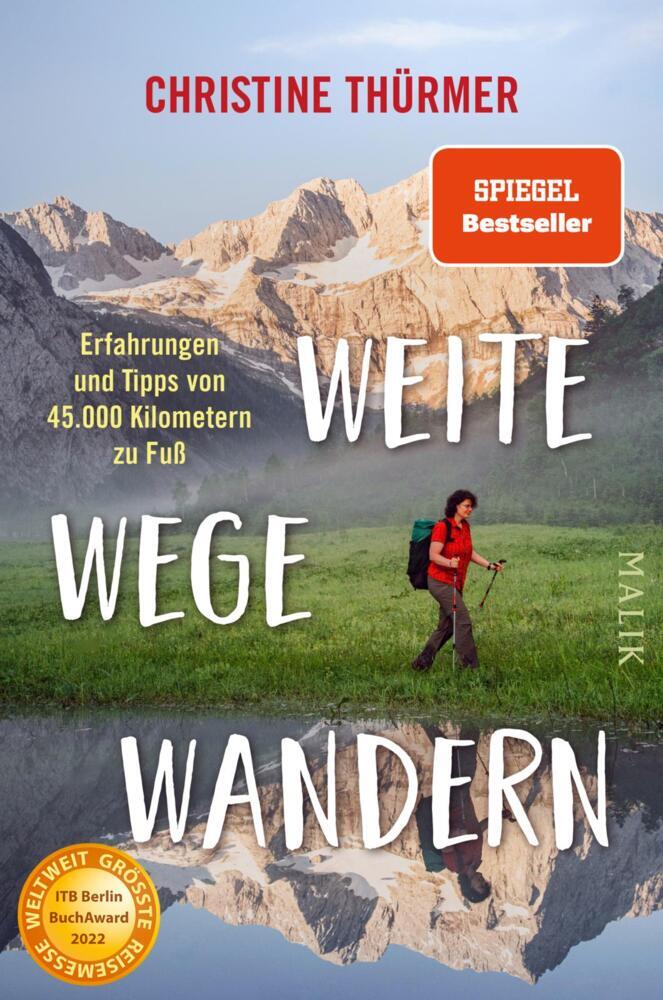 CHRISTINE THÜRMER
SPIEGEL
Bestseller
Erfahrungen
und Tipps von
45.000 Kilometern
zu Fuß
WEITE
WEGE
WANDERN
MALIK
WELTWEIT GRÖSSTE REISEMESSE
ITB Berlin
BuchAward
2022